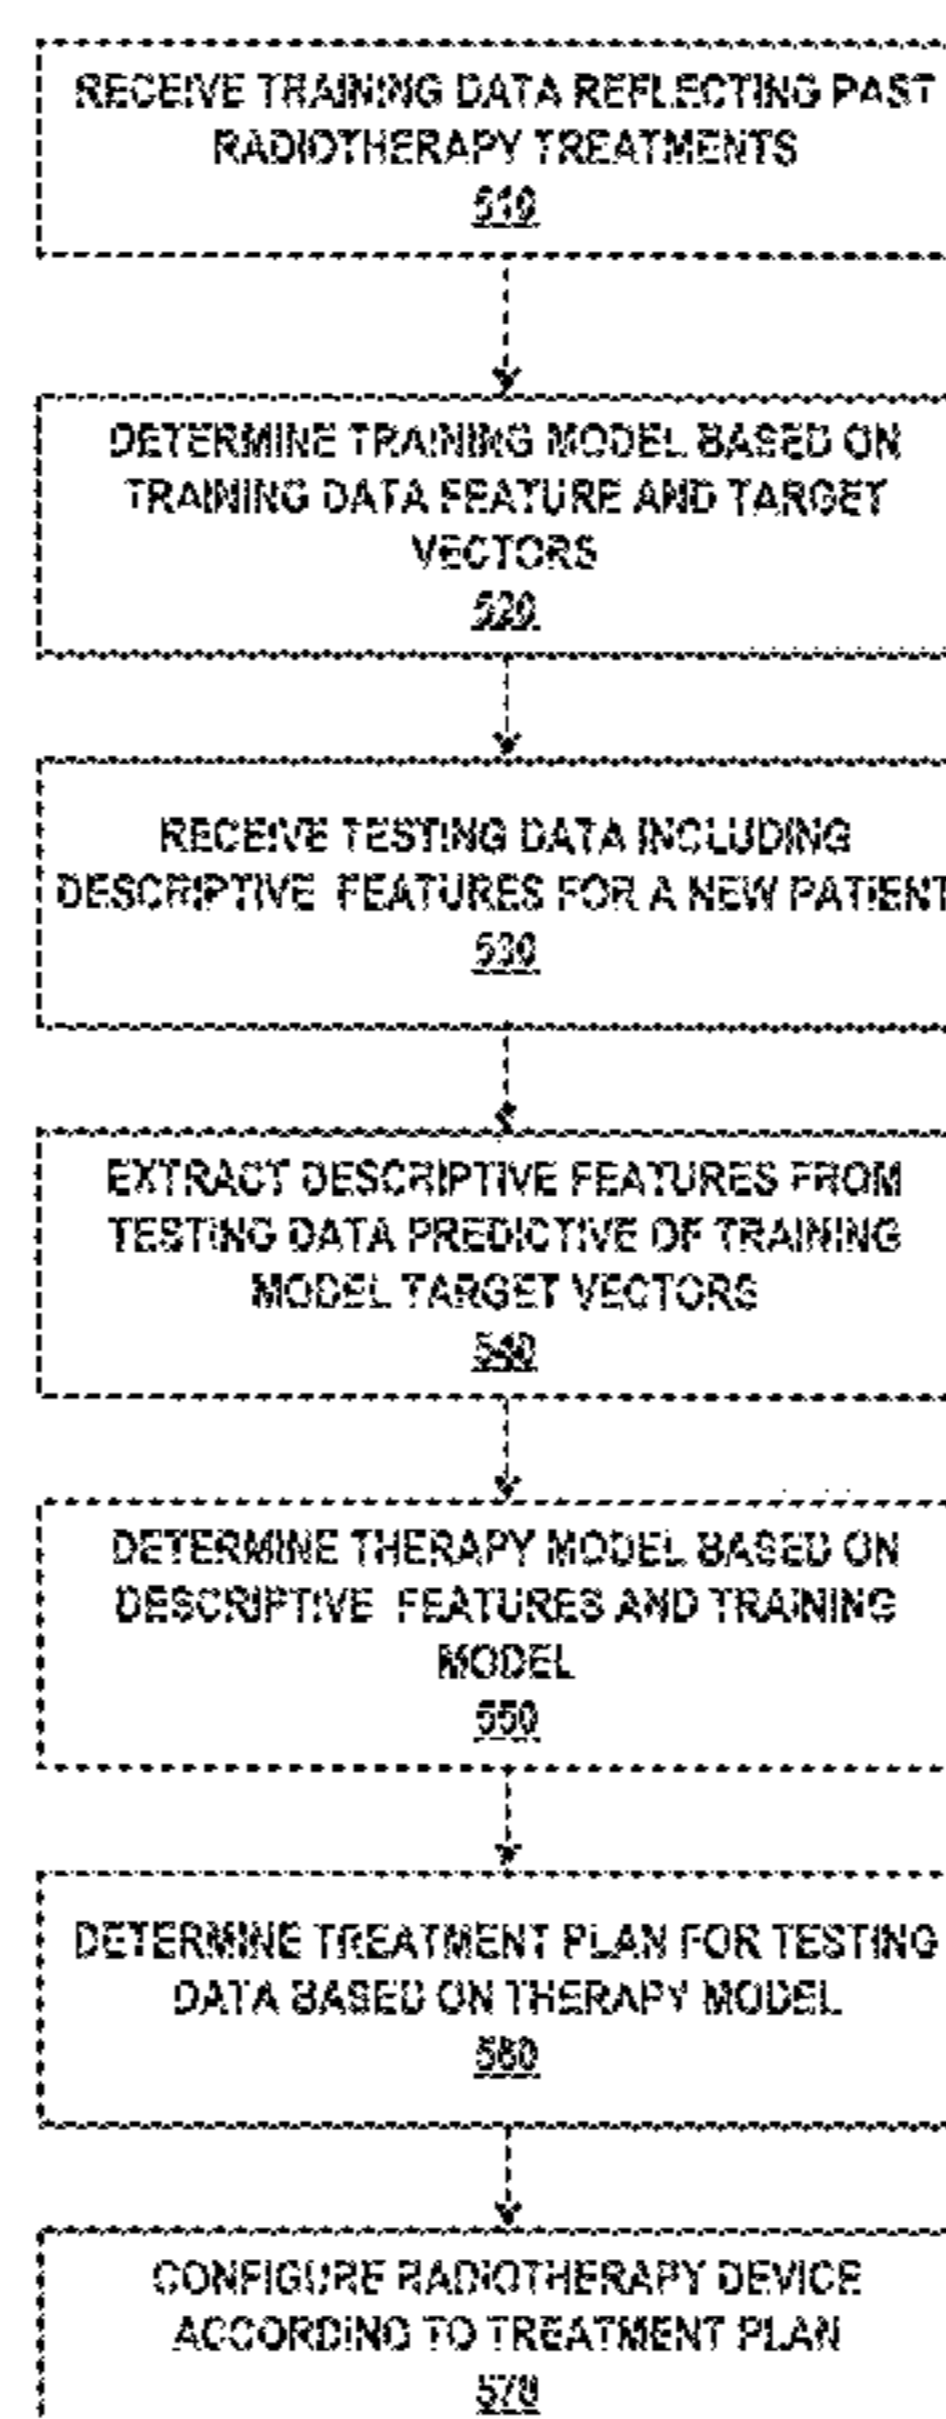 RECEIVE TRAINING DATA REFLECTING PAST
RADIOTHERAPY TREATMENTS
510
DETERMINE TRAINING MODEL BASED ON
TRAINING DATA FEATURE AND TARGET
VECTORS
520
RECEIVE TESTING DATA INCLUDING
DESCRIPTIVE FEATURES FOR A NEW PATIENT
530
EXTRACT DESCRIPTIVE FEATURES FROM
TESTING DATA PREDICTIVE OF TRAINING
MODEL TARGET VECTORS
540
DETERMINE THERAPY MODEL BASED ON
DESCRIPTIVE FEATURES AND TRAINING
MODEL
550
DETERMINE TREATMENT PLAN FOR TESTING
DATA BASED ON THERAPY MODEL
560
CONFIGURE RADIOTHERAPY DEVICE
ACCORDING TO TREATMENT PLAN
570